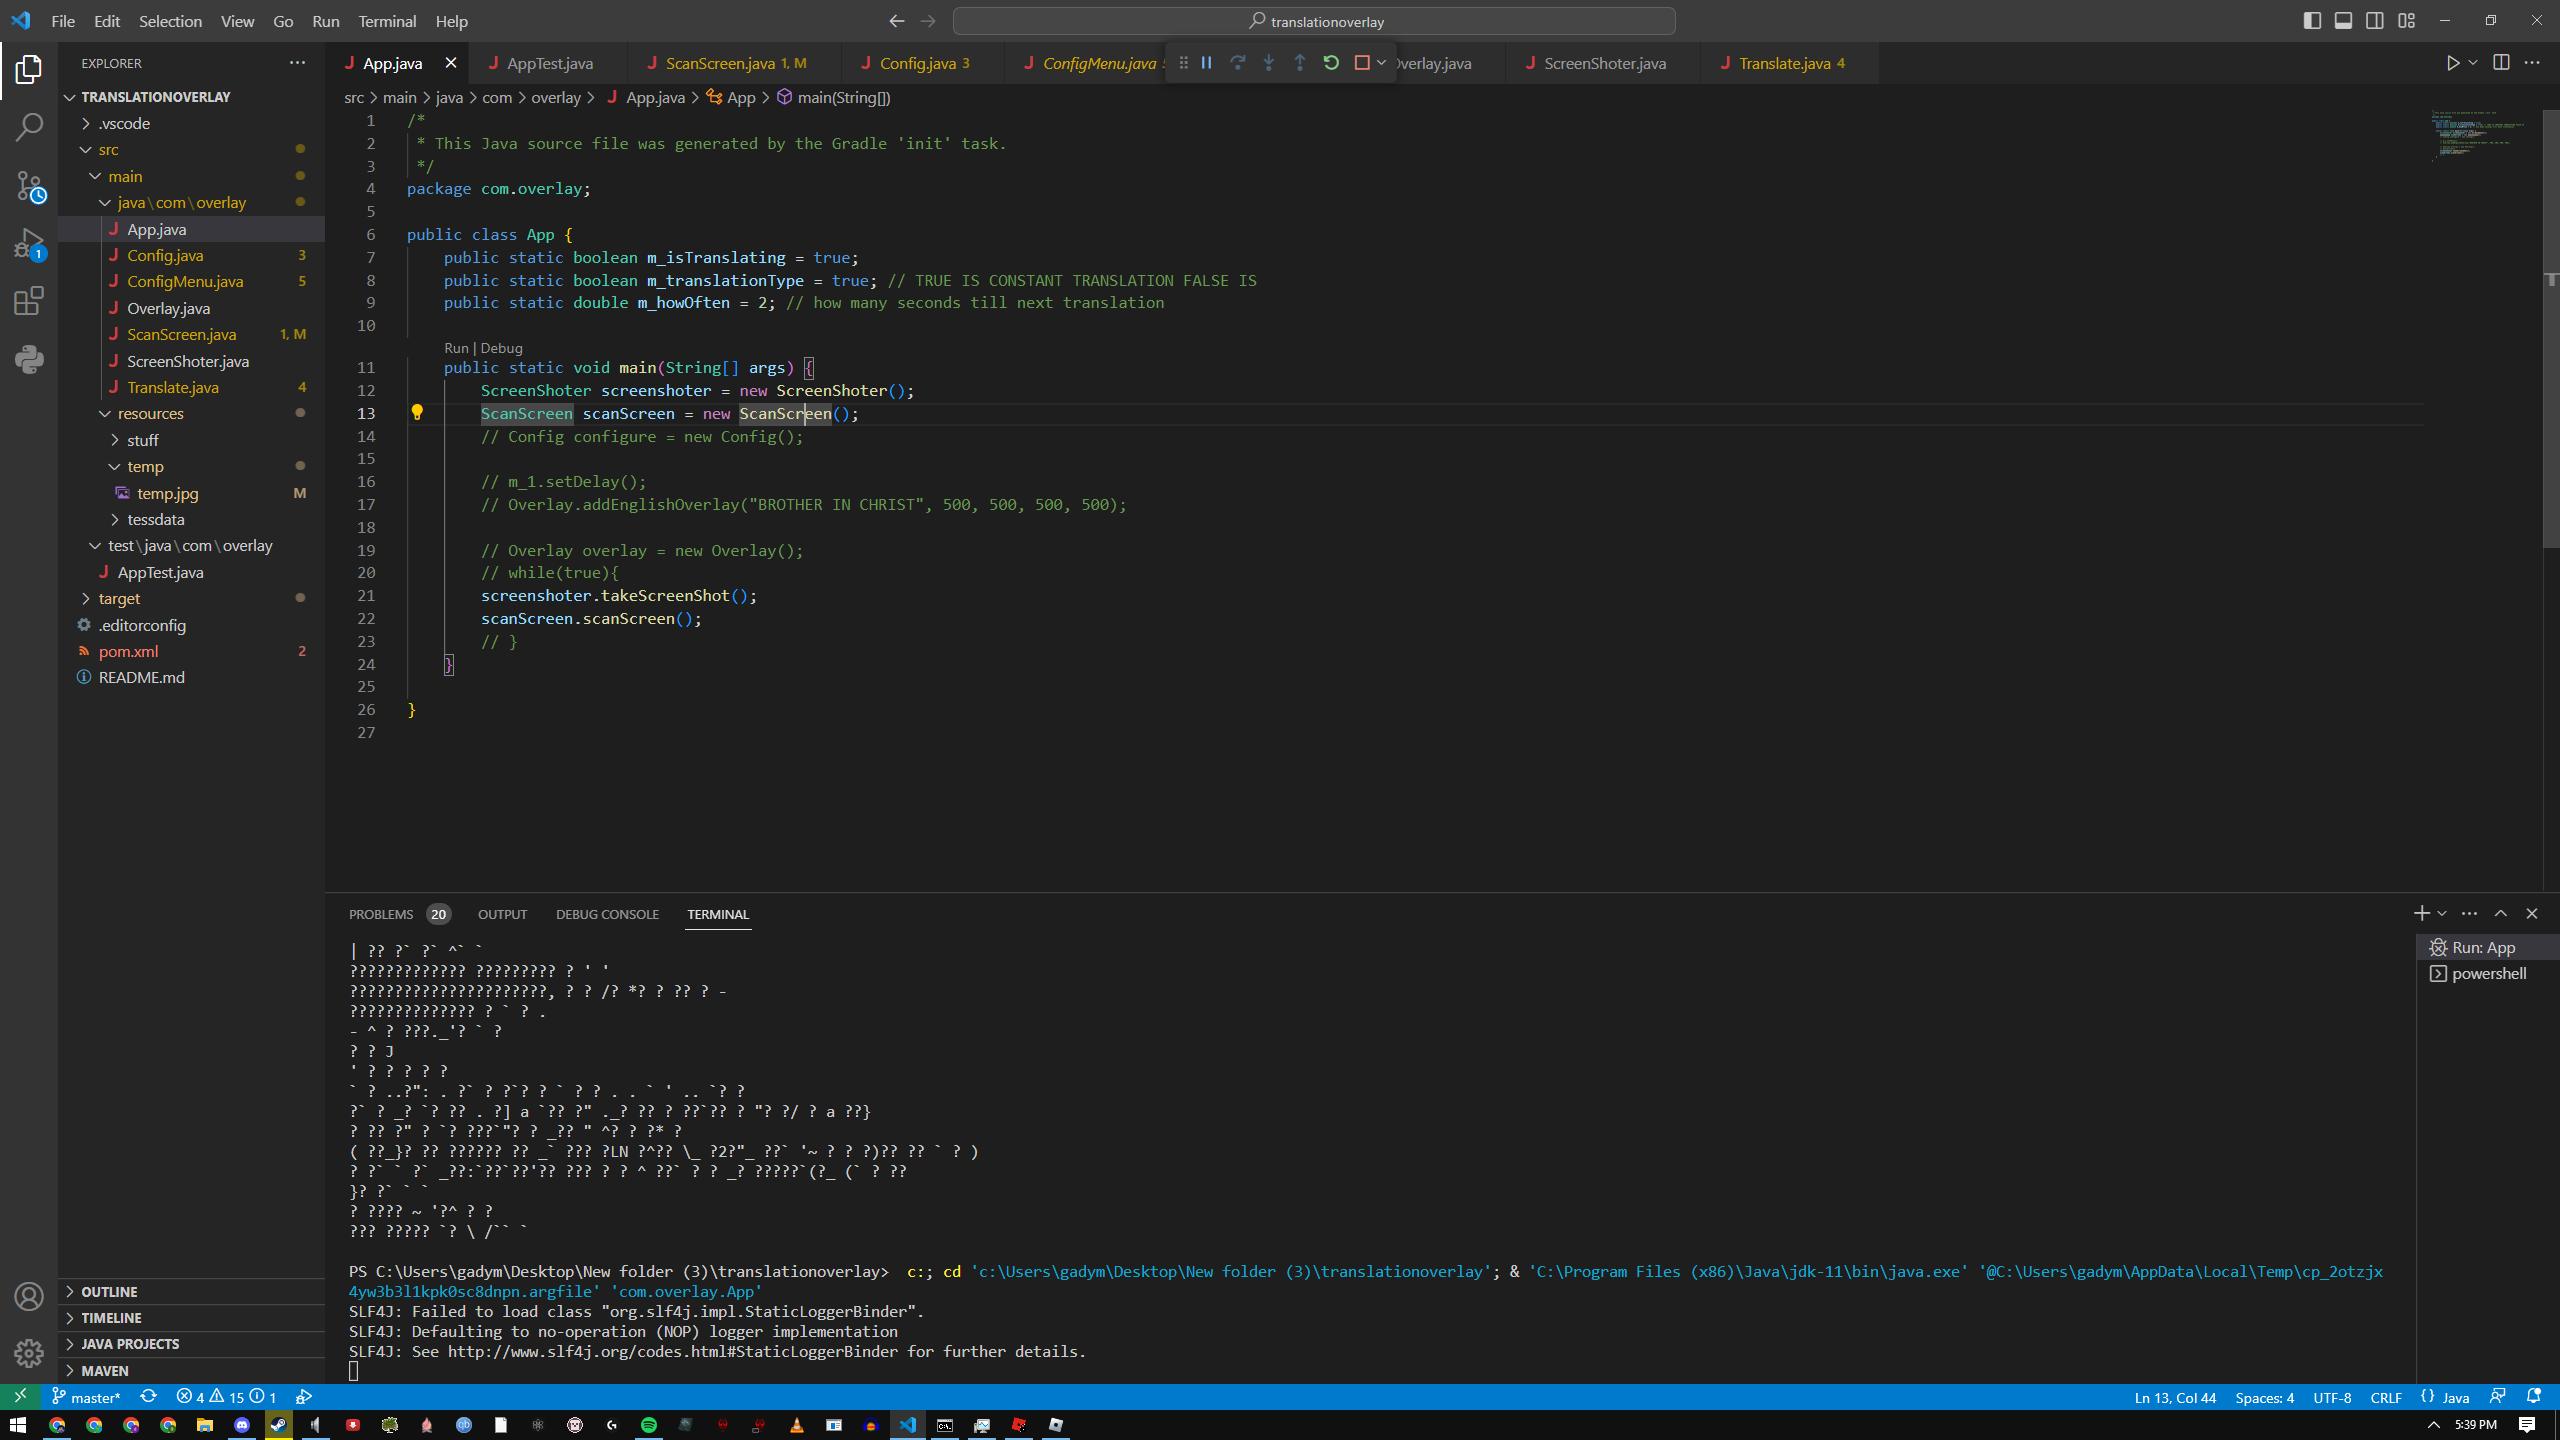 File Edit Selection View Go Run Terminal Help
translationoverlay
EXPLORER
App.java
AppTest.java
ScanScreen.java 1, M
Config.java 3
ConfigMenu.java
Overlay.java
ScreenShoter.java
Translate.java 4
TRANSLATIONOVERLAY
.vscode
src
main
java\com\overlay
App.java
Config.java 3
ConfigMenu.java 5
Overlay.java
ScanScreen.java 1, M
ScreenShoter.java
Translate.java 4
resources
stuff
temp
temp.jpg M
tessdata
test\java\com\overlay
AppTest.java
target
.editorconfig
pom.xml 2
README.md
OUTLINE
TIMELINE
JAVA PROJECTS
MAVEN
src > main > java > com > overlay > App.java > App > main(String[])
1 /*
2 * This Java source file was generated by the Gradle 'init' task.
3 */
4 package com.overlay;
5
6 public class App {
7 public static boolean m_isTranslating = true;
8 public static boolean m_translationType = true; // TRUE IS CONSTANT TRANSLATION FALSE IS
9 public static double m_howOften = 2; // how many seconds till next translation
10
Run | Debug
11 public static void main(String[] args) {
12 ScreenShoter screenshoter = new ScreenShoter();
13 ScanScreen scanScreen = new ScanScreen();
14 // Config configure = new Config();
15
16 // m_1.setDelay();
17 // Overlay.addEnglishOverlay("BROTHER IN CHRIST", 500, 500, 500, 500);
18
19 // Overlay overlay = new Overlay();
20 // while(true){
21 screenshoter.takeScreenShot();
22 scanScreen.scanScreen();
23 // }
24 }
25
26 }
27
PROBLEMS 20 OUTPUT DEBUG CONSOLE TERMINAL
| ?? ?` ?` ^` `
????????????? ????????? ? ' '
??????????????????????, ? ? /? *? ? ?? ? -
?????????????? ? ` ? .
- ^ ? ???._'? ` ?
? ? J
' ? ? ? ? ?
` ? ..?": . ?` ? ?`? ? ` ? ? . . ` ' .. `? ?
?` ? _? `? ?? . ?] a `?? ?" ._? ?? ? ??`?? ? "? ?/ ? a ??}
? ?? ?" ? `? ???`"? ? _?? " ^? ? ?* ?
( ??_}? ?? ?????? ?? _` ??? ?LN ?^?? \_ ?2?"_ ??` '~ ? ? ?)?? ?? ` ? )
? ?` ` ?` _??:`??`??'?? ??? ? ? ^ ??` ? ? _? ?????`(?_ (` ? ??
}? ?` ` `
? ???? ~ '?^ ? ?
??? ????? `? \ /`` `
PS C:\Users\gadym\Desktop\New folder (3)\translationoverlay> c:; cd 'c:\Users\gadym\Desktop\New folder (3)\translationoverlay'; & 'C:\Program Files (x86)\Java\jdk-11\bin\java.exe' '@C:\Users\gadym\AppData\Local\Temp\cp_2otzjx
4yw3b3l1kpk0sc8dnpn.argfile' 'com.overlay.App'
SLF4J: Failed to load class "org.slf4j.impl.StaticLoggerBinder".
SLF4J: Defaulting to no-operation (NOP) logger implementation
SLF4J: See http://www.slf4j.org/codes.html#StaticLoggerBinder for further details.
Run: App
powershell
master* 4 15 1
Ln 13, Col 44 Spaces: 4 UTF-8 CRLF {} Java
5:39 PM